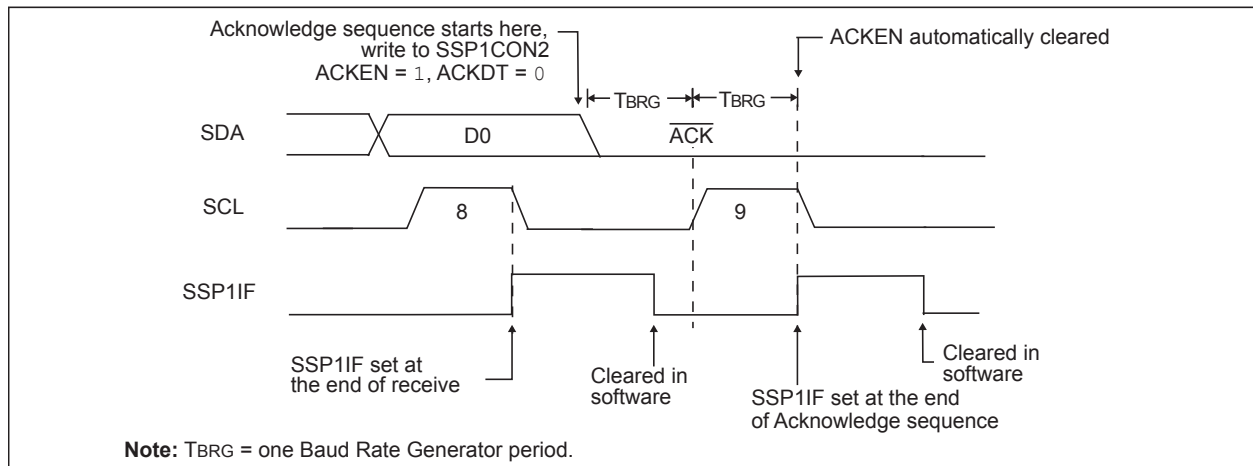 Acknowledge sequence starts here,
write to SSP1CON2
ACKEN = 1, ACKDT = 0
ACKEN automatically cleared
TBRG
TBRG
SDA
D0
ACK
SCL
8
9
SSP1IF
SSP1IF set at
the end of receive
Cleared in
software
SSP1IF set at the end
of Acknowledge sequence
Cleared in
software
Note: TBRG = one Baud Rate Generator period.